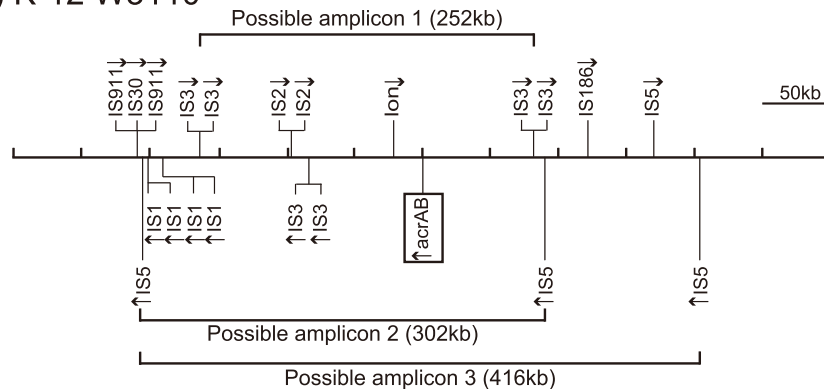 K-12 W3110
Possible amplicon 1 (252kb)
IS911 IS30 IS911 IS3 IS3 IS2 IS2 lon IS3 IS3 IS186 IS5
50kb
IS1 IS1 IS1 IS1 IS3 IS3 acrAB
IS5 IS5 IS5
Possible amplicon 2 (302kb)
Possible amplicon 3 (416kb)